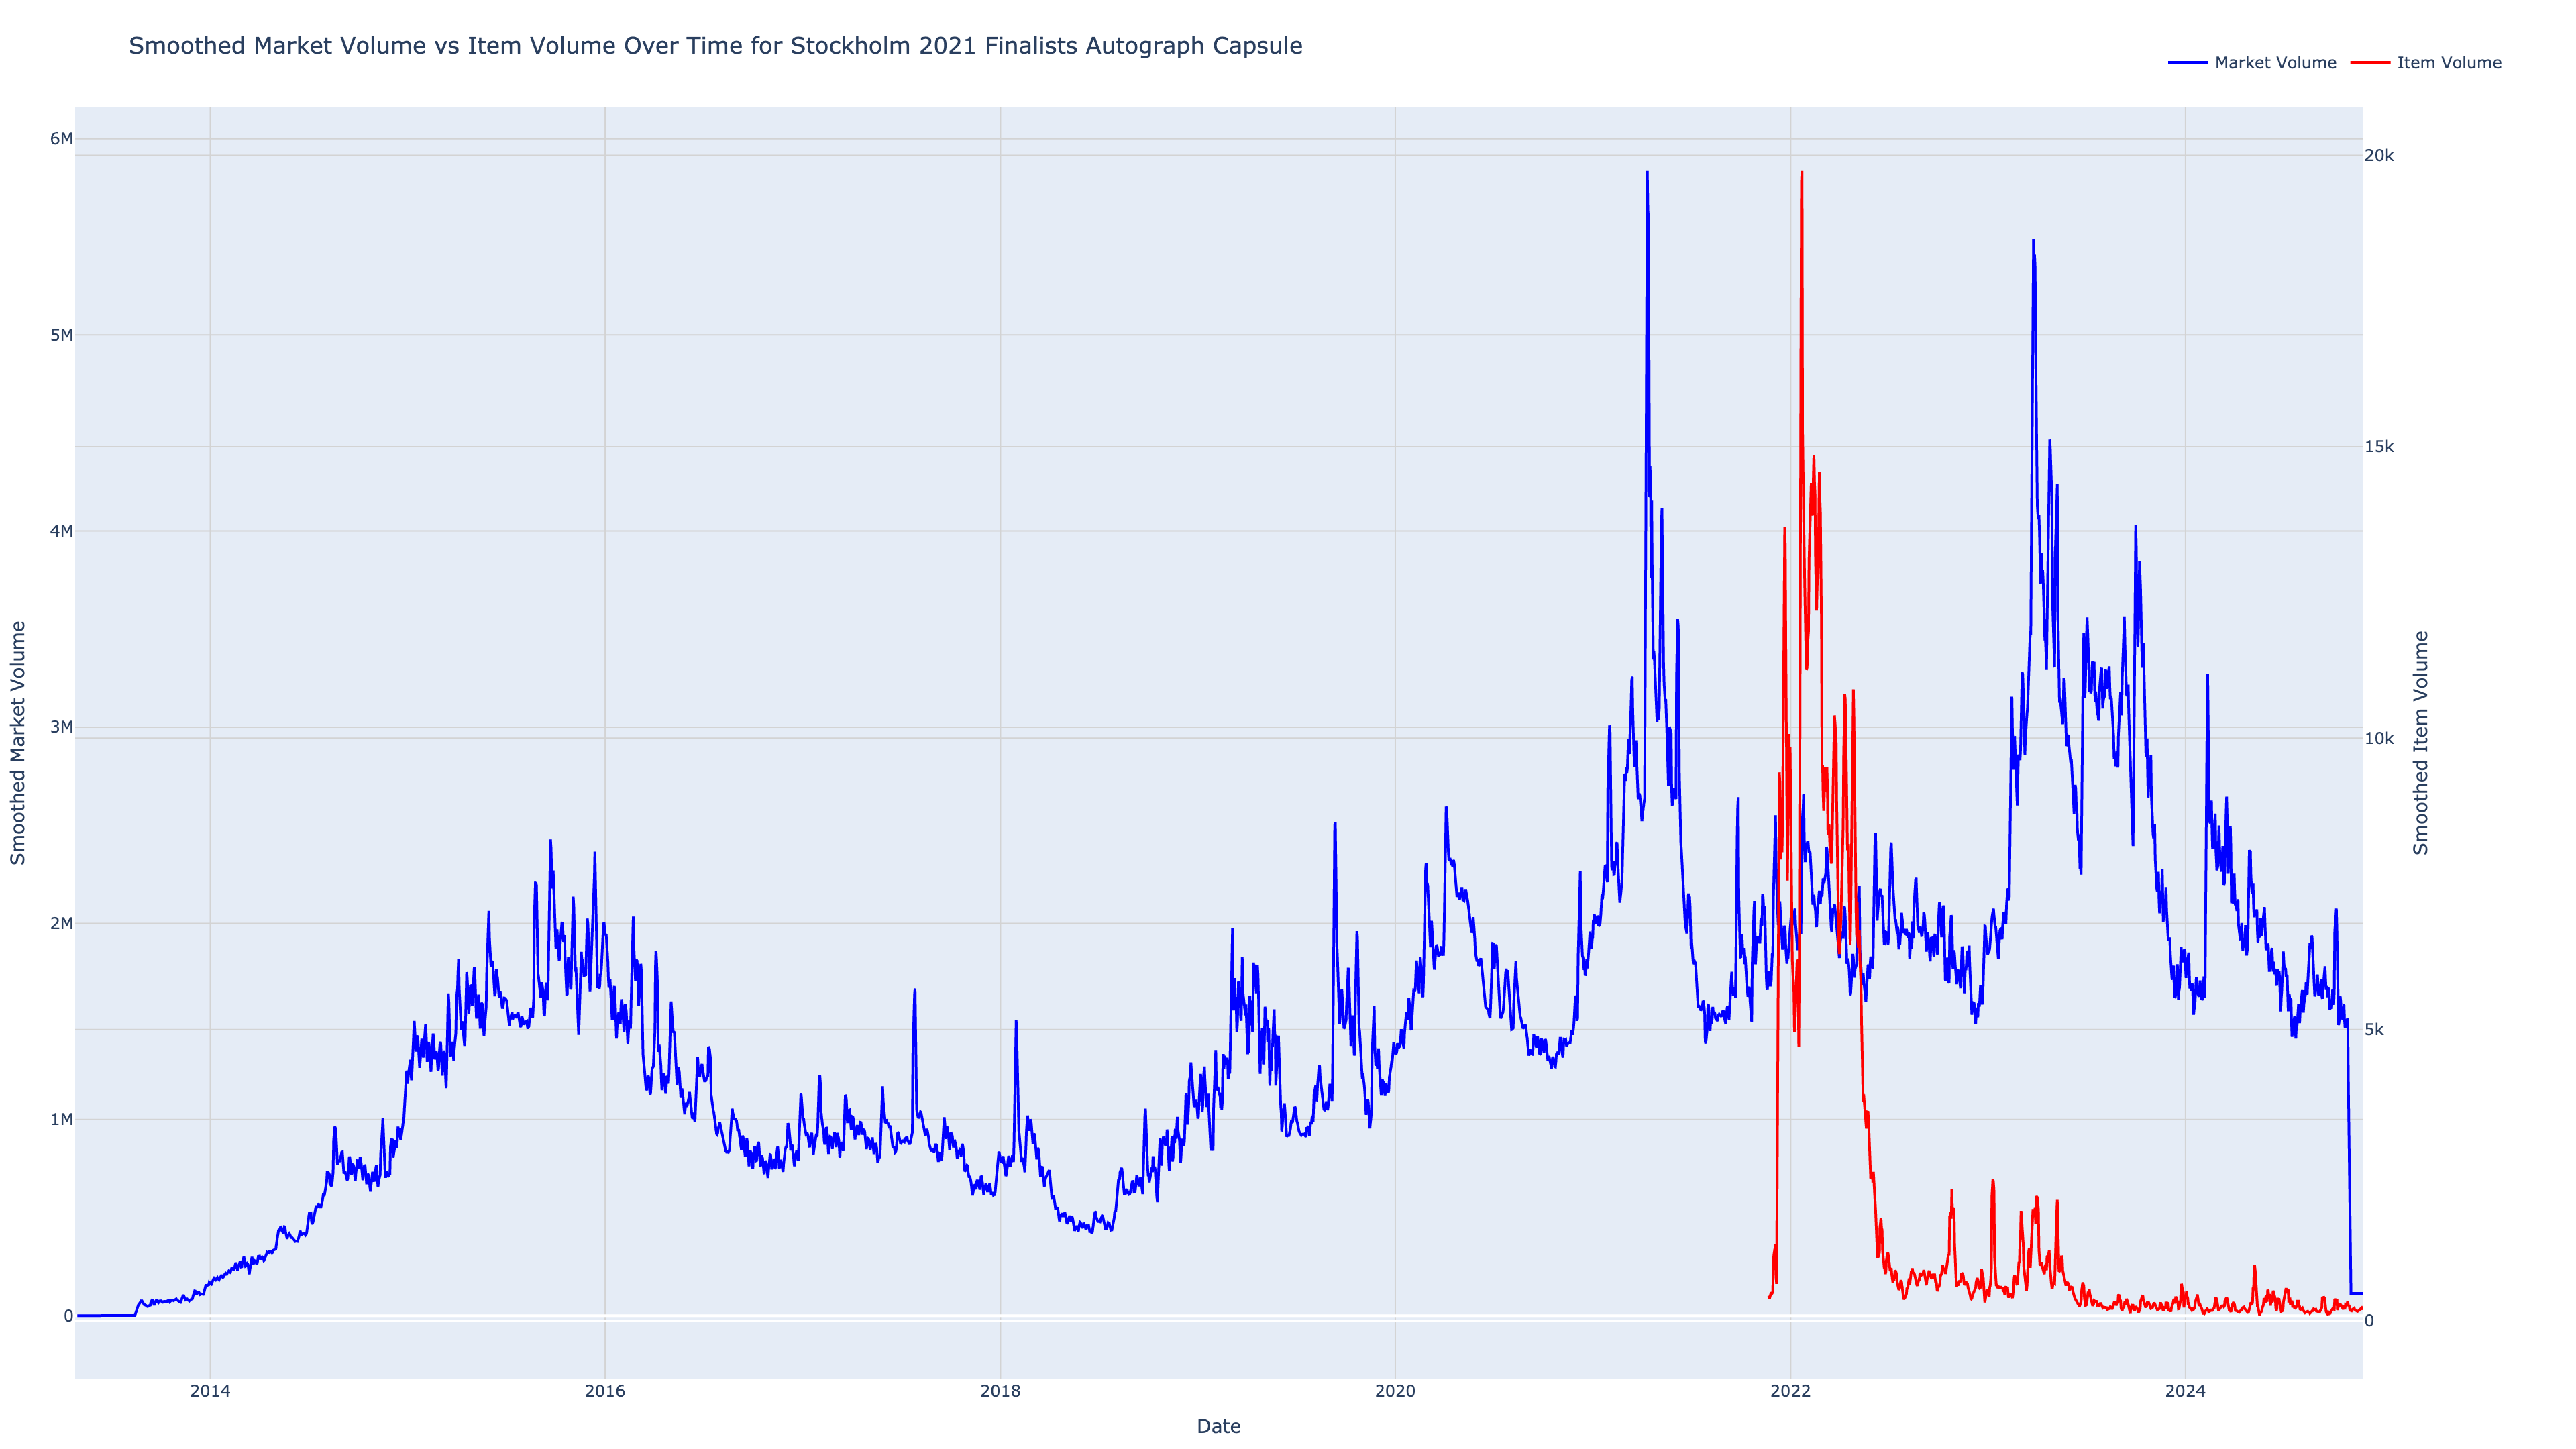 Smoothed Market Volume vs Item Volume Over Time for Stockholm 2021 Finalists Autograph Capsule
Market Volume
Item Volume
6M
5M
4M
3M
2M
1M
0
Smoothed Market Volume
20k
15k
10k
5k
0
Smoothed Item Volume
2014
2016
2018
2020
2022
2024
Date